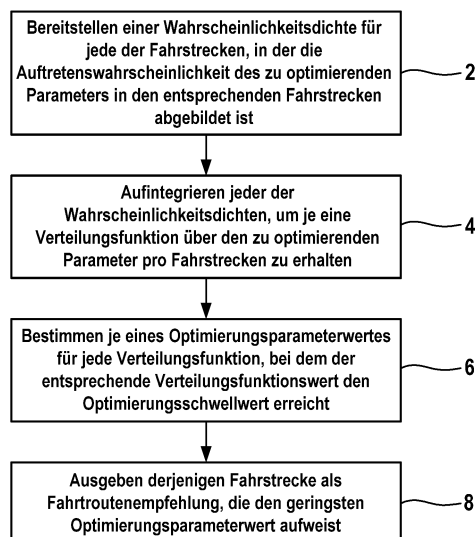 Bereitstellen einer Wahrscheinlichkeitsdichte für
jede der Fahrstrecken, in der die
Auftretenswahrscheinlichkeit des zu optimierenden
Parameters in den entsprechenden Fahrstrecken
abgebildet ist
2
Aufintegrieren jeder der
Wahrscheinlichkeitsdichten, um je eine
Verteilungsfunktion über den zu optimierenden
Parameter pro Fahrstrecken zu erhalten
4
Bestimmen je eines Optimierungsparameterwertes
für jede Verteilungsfunktion, bei dem der
entsprechende Verteilungsfunktionswert den
Optimierungsschwellwert erreicht
6
Ausgeben derjenigen Fahrstrecke als
Fahrtroutenempfehlung, die den geringsten
Optimierungsparameterwert aufweist
8